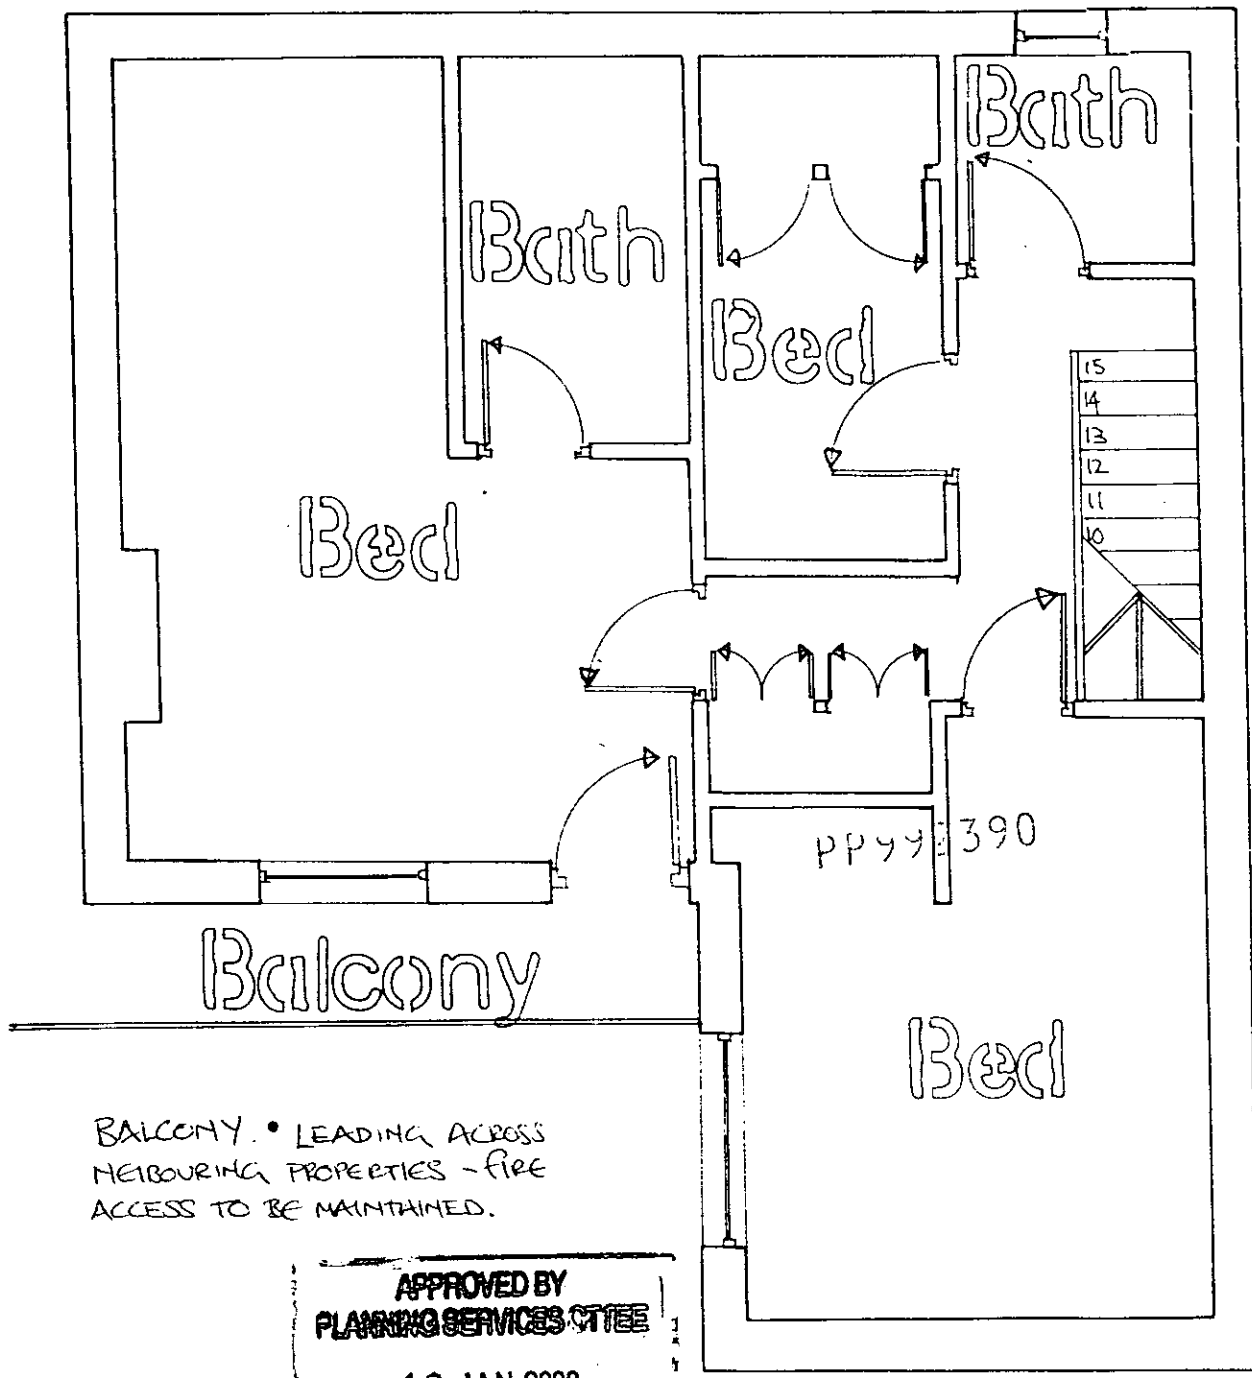 Bath
Bath
Bed
15
14
13
12
11
10
Bed
ppyy 390
Balcony
Bed
BALCONY. • LEADING ACROSS
NEIBOURING PROPERTIES - FIRE
ACCESS TO BE MAINTAINED.
APPROVED BY
PLANNING SERVICES CTTEE
JAN